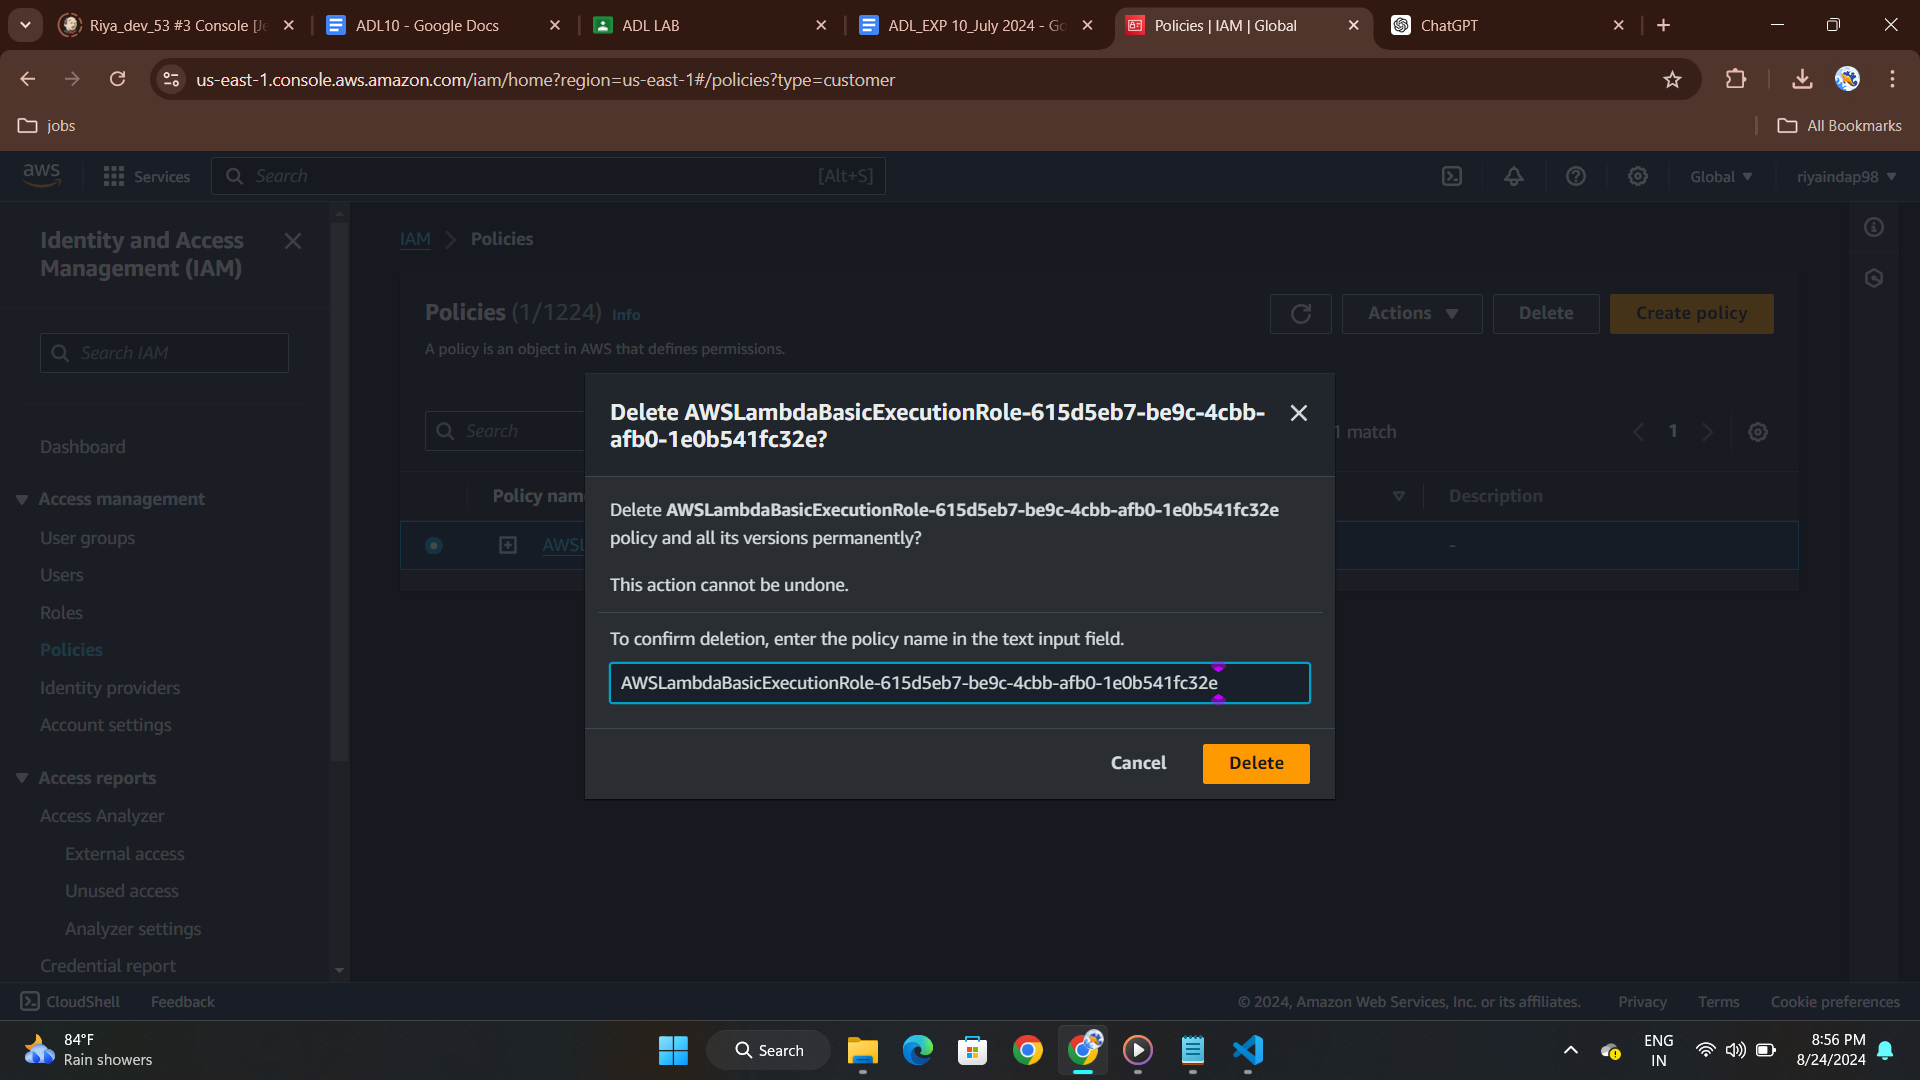 Riya_dev_53 #3 Console [Je
ADL10 - Google Docs
ADL LAB
ADL_EXP 10_July 2024 - Go
Policies | IAM | Global
ChatGPT
us-east-1.console.aws.amazon.com/iam/home?region=us-east-1#/policies?type=customer
jobs
All Bookmarks
aws
Services
Search
[Alt+S]
Global
riyaindap98
Identity and Access
Management (IAM)
Search IAM
Dashboard
Access management
User groups
Users
Roles
Policies
Identity providers
Account settings
Access reports
Access Analyzer
External access
Unused access
Analyzer settings
Credential report
IAM
Policies
Policies (1/1224) Info
A policy is an object in AWS that defines permissions.
Actions
Delete
Create policy
Search
1 match
1
Policy name
Description
AWSL
-
Delete AWSLambdaBasicExecutionRole-615d5eb7-be9c-4cbb-
afb0-1e0b541fc32e?
Delete AWSLambdaBasicExecutionRole-615d5eb7-be9c-4cbb-afb0-1e0b541fc32e
policy and all its versions permanently?
This action cannot be undone.
To confirm deletion, enter the policy name in the text input field.
AWSLambdaBasicExecutionRole-615d5eb7-be9c-4cbb-afb0-1e0b541fc32e
Cancel
Delete
CloudShell
Feedback
© 2024, Amazon Web Services, Inc. or its affiliates.
Privacy
Terms
Cookie preferences
84°F
Rain showers
Search
ENG
IN
8:56 PM
8/24/2024